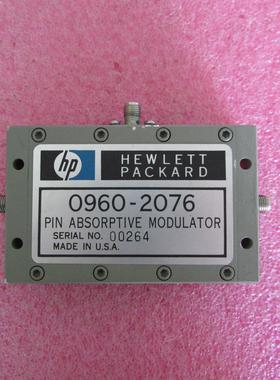 hp
HEWLETT
PACKARD
0960-2076
PIN ABSORPTIVE MODULATOR
SERIAL NO. 00264
MADE IN U.S.A.